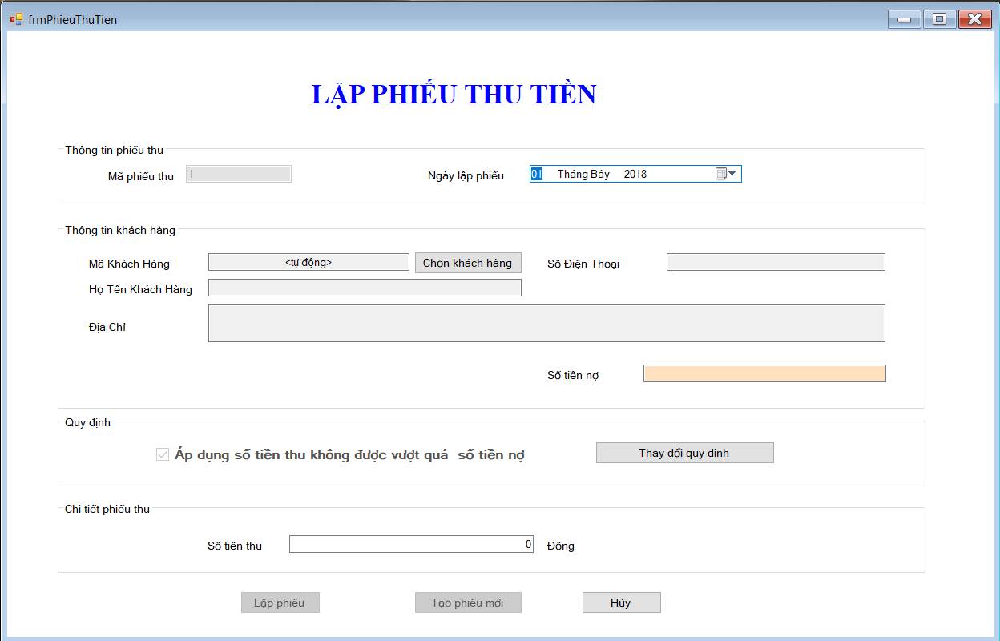 frmPhieuThuTien
LẬP PHIẾU THU TIỀN
Thông tin phiếu thu
Mã phiếu thu 1 Ngày lập phiếu 01 Tháng Bảy 2018
Thông tin khách hàng
Mã Khách Hàng <tự động> Chọn khách hàng Số Điện Thoại
Họ Tên Khách Hàng
Địa Chỉ
Số tiền nợ
Quy định
Áp dụng số tiền thu không được vượt quá số tiền nợ Thay đổi quy định
Chi tiết phiếu thu
Số tiền thu 0 Đồng
Lập phiếu Tạo phiếu mới Hủy